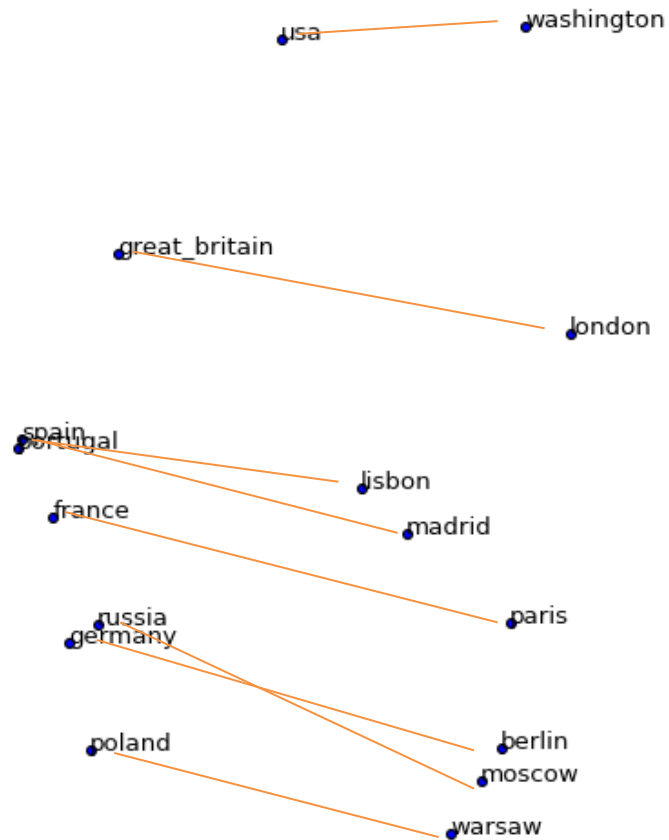 usa
washington
great_britain
london
spain
portugal
lisbon
france
madrid
russia
paris
germany
poland
berlin
moscow
warsaw